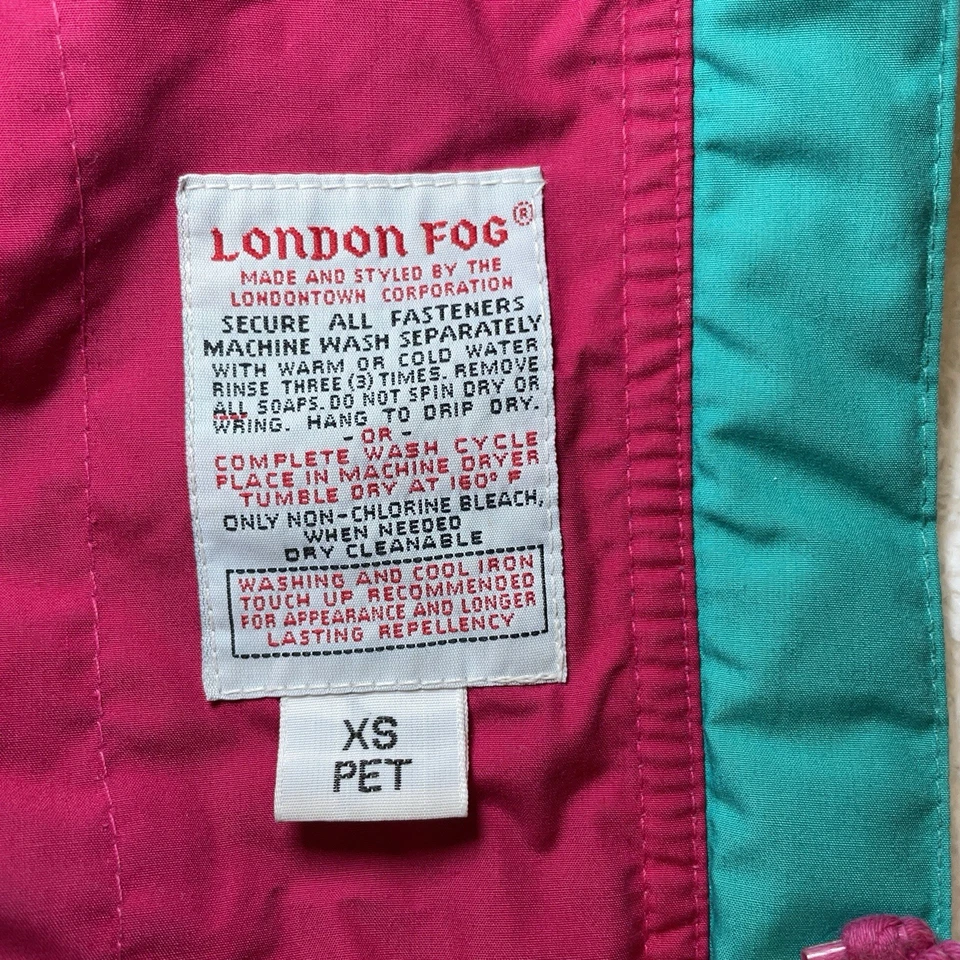 LONDON FOG®
MADE AND STYLED BY THE
LONDONTOWN CORPORATION
SECURE ALL FASTENERS
MACHINE WASH SEPARATELY
WITH WARM OR COLD WATER
RINSE THREE (3) TIMES. REMOVE
ALL SOAPS. DO NOT SPIN DRY OR
WRING. HANG TO DRIP DRY.
- OR -
COMPLETE WASH CYCLE
PLACE IN MACHINE DRYER
TUMBLE DRY AT 160° F
ONLY NON-CHLORINE BLEACH,
WHEN NEEDED
DRY CLEANABLE
WASHING AND COOL IRON
TOUCH UP RECOMMENDED
FOR APPEARANCE AND LONGER
LASTING REPELLENCY
XS
PET